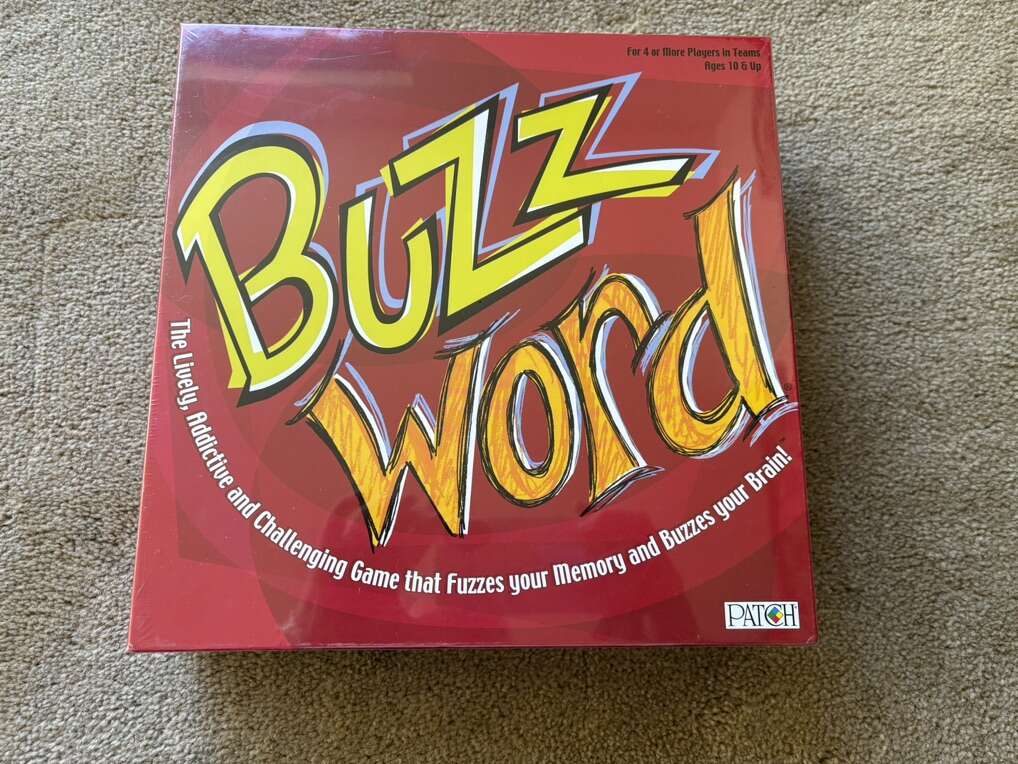 For 4 or More Players in Teams
Ages 10 & Up
BUZZ
word®
The Lively, Addictive and Challenging Game that Fuzzes your Memory and Buzzes your Brain!™
PATCH®